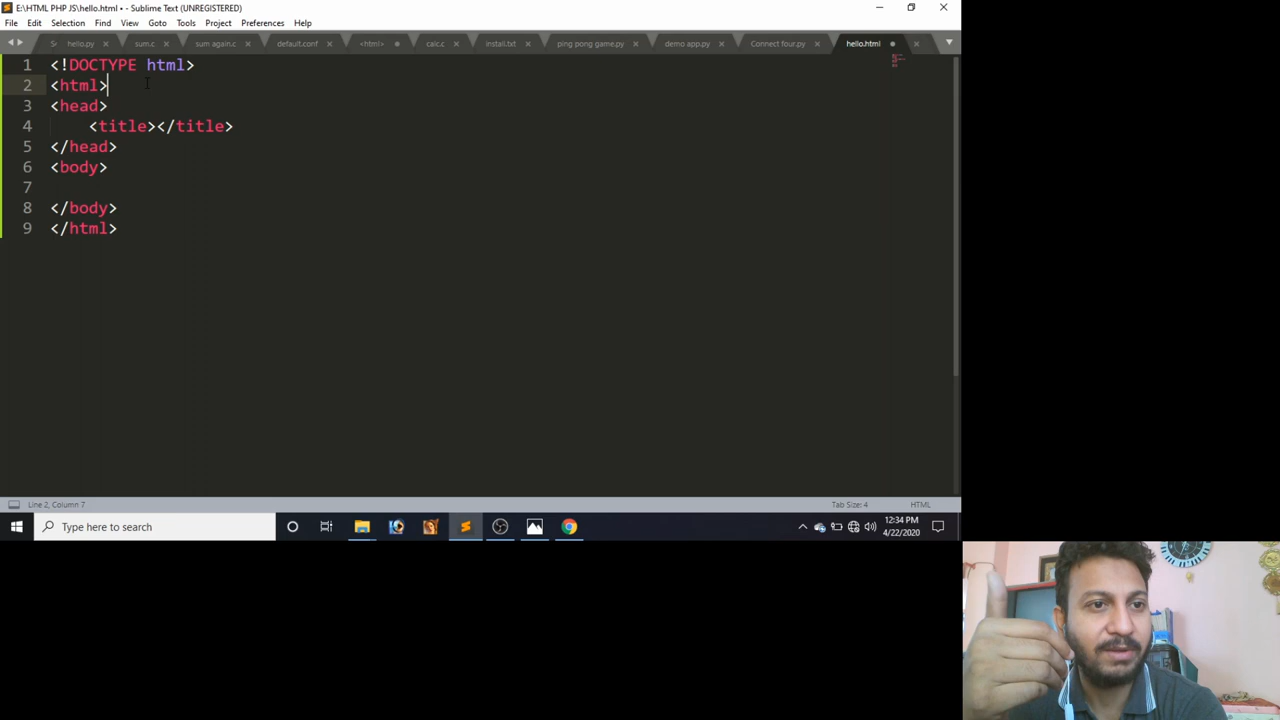 E:\HTML PHP JS\hello.html • - Sublime Text (UNREGISTERED)
File Edit Selection Find View Goto Tools Project Preferences Help
S hello.py sum.c sum again.c default.conf <html> calc.c install.txt ping pong game.py demo app.py Connect four.py hello.html
1 <!DOCTYPE html>
2 <html>
3 <head>
4 <title></title>
5 </head>
6 <body>
7
8 </body>
9 </html>
Line 2, Column 7 Tab Size: 4 HTML
Type here to search
12:34 PM
4/22/2020